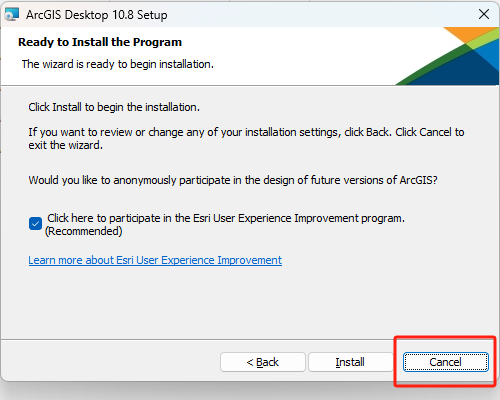 ArcGIS Desktop 10.8 Setup
Ready to Install the Program
The wizard is ready to begin installation.
Click Install to begin the installation.
If you want to review or change any of your installation settings, click Back. Click Cancel to
exit the wizard.
Would you like to anonymously participate in the design of future versions of ArcGIS?
Click here to participate in the Esri User Experience Improvement program.
(Recommended)
Learn more about Esri User Experience Improvement
< Back
Install
Cancel